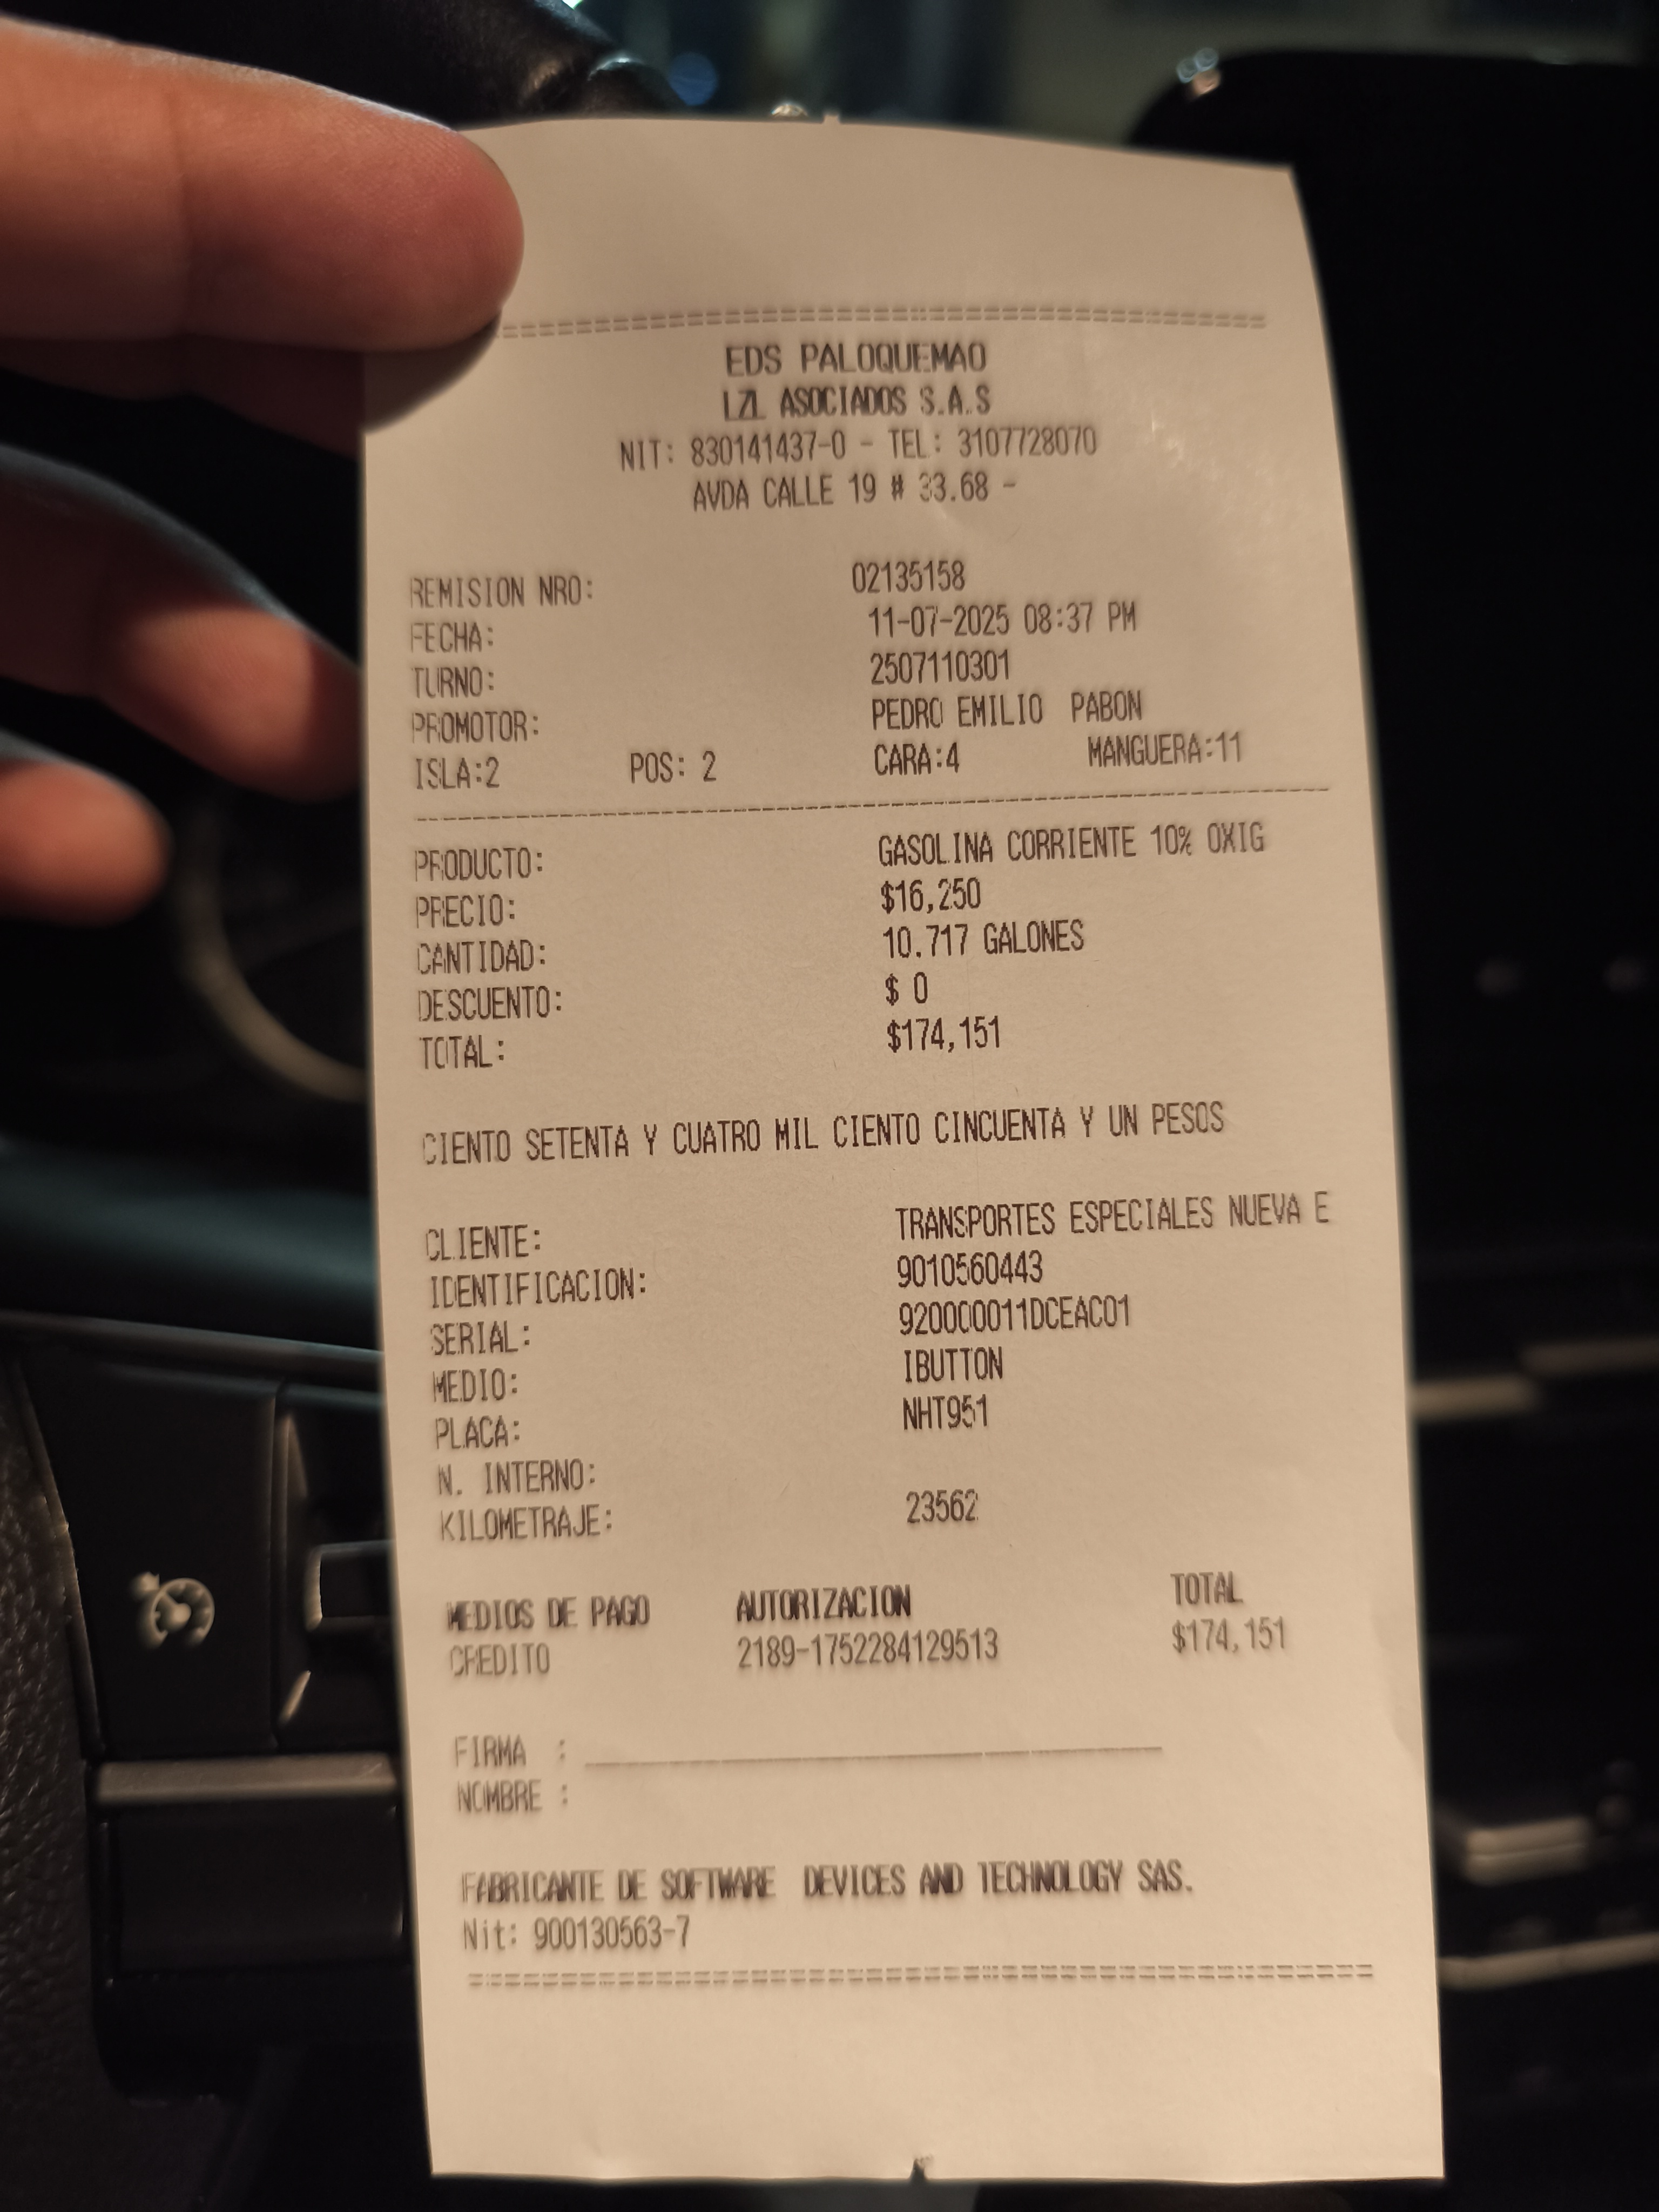 EDS PALOQUEMAO
LZL ASOCIADOS S.A.S
NIT: 830141437-0 - TEL: 3107728070
AVDA CALLE 19 # 33.68 -
REMISION NRO: 02135158
FECHA: 11-07-2025 08:37 PM
TURNO: 2507110301
PROMOTOR: PEDRO EMILIO PABON
ISLA:2 POS: 2 CARA:4 MANGUERA:11
PRODUCTO: GASOLINA CORRIENTE 10% OXIG
PRECIO: $16,250
CANTIDAD: 10.717 GALONES
DESCUENTO: $ 0
TOTAL: $174,151
CIENTO SETENTA Y CUATRO MIL CIENTO CINCUENTA Y UN PESOS
CLIENTE: TRANSPORTES ESPECIALES NUEVA E
IDENTIFICACION: 9010560443
SERIAL: 920000011DCEAC01
MEDIO: IBUTTON
PLACA: NHT951
N. INTERNO:
KILOMETRAJE: 23562
MEDIOS DE PAGO AUTORIZACION TOTAL
CREDITO 2189-1752284129513 $174,151
FIRMA :
NOMBRE :
FABRICANTE DE SOFTWARE DEVICES AND TECHNOLOGY SAS.
Nit: 900130563-7